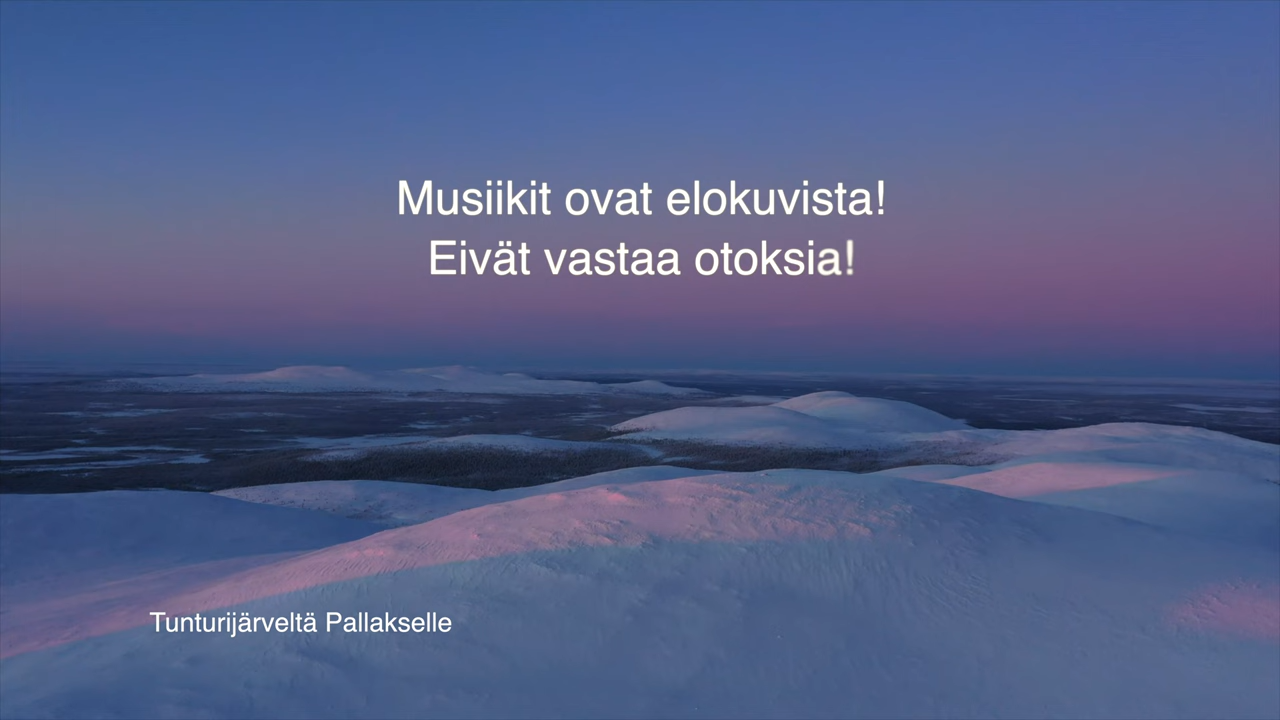 Musiikit ovat elokuvista!
Eivät vastaa otoksia!
Tunturijärveltä Pallakselle